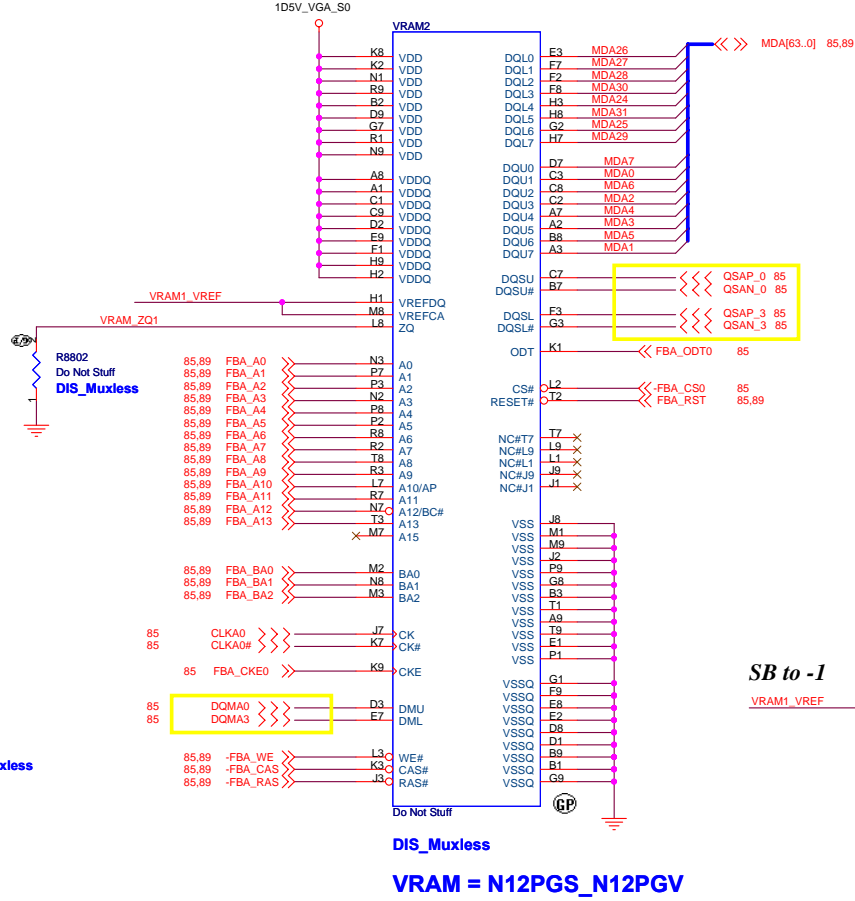 1D5V_VGA_S0
VRAM2
K8 VDD
K2 VDD
N1 VDD
R9 VDD
B2 VDD
D9 VDD
G7 VDD
R1 VDD
N9 VDD
A8 VDDQ
A1 VDDQ
C1 VDDQ
C9 VDDQ
D2 VDDQ
E9 VDDQ
F1 VDDQ
H9 VDDQ
H2 VDDQ
VRAM1_VREF H1 VREFDQ
M8 VREFCA
VRAM_ZQ1 L8 ZQ
R8802
Do Not Stuff
DIS_Muxless
1
85,89 FBA_A0 N3 A0
85,89 FBA_A1 P7 A1
85,89 FBA_A2 P3 A2
85,89 FBA_A3 N2 A3
85,89 FBA_A4 P8 A4
85,89 FBA_A5 P2 A5
85,89 FBA_A6 R8 A6
85,89 FBA_A7 R2 A7
85,89 FBA_A8 T8 A8
85,89 FBA_A9 R3 A9
85,89 FBA_A10 L7 A10/AP
85,89 FBA_A11 R7 A11
85,89 FBA_A12 N7 A12/BC#
85,89 FBA_A13 T3 A13
M7 A15
85,89 FBA_BA0 M2 BA0
85,89 FBA_BA1 N8 BA1
85,89 FBA_BA2 M3 BA2
85 CLKA0 J7 CK
85 CLKA0# K7 CK#
85 FBA_CKE0 K9 CKE
85 DQMA0 D3 DMU
85 DQMA3 E7 DML
85,89 -FBA_WE L3 WE#
85,89 -FBA_CAS K3 CAS#
85,89 -FBA_RAS J3 RAS#
DQL0 E3 MDA26
DQL1 F7 MDA27
DQL2 F2 MDA28
DQL3 F8 MDA30
DQL4 H3 MDA24
DQL5 H8 MDA31
DQL6 G2 MDA25
DQL7 H7 MDA29
MDA[63..0] 85,89
DQU0 D7 MDA7
DQU1 C3 MDA0
DQU2 C8 MDA6
DQU3 C2 MDA2
DQU4 A7 MDA4
DQU5 A2 MDA3
DQU6 B8 MDA5
DQU7 A3 MDA1
DQSU C7 QSAP_0 85
DQSU# B7 QSAN_0 85
DQSL F3 QSAP_3 85
DQSL# G3 QSAN_3 85
ODT K1 FBA_ODT0 85
CS# L2 -FBA_CS0 85
RESET# T2 FBA_RST 85,89
NC#T7 T7
NC#L9 L9
NC#L1 L1
NC#J9 J9
NC#J1 J1
VSS J8
VSS M1
VSS M9
VSS J2
VSS P9
VSS G8
VSS B3
VSS T1
VSS A9
VSS T9
VSS E1
VSS P1
VSSQ G1
VSSQ F9
VSSQ E8
VSSQ E2
VSSQ D8
VSSQ D1
VSSQ B9
VSSQ B1
VSSQ G9
GP
Do Not Stuff
DIS_Muxless
VRAM = N12PGS_N12PGV
SB to -1
VRAM1_VREF
xless